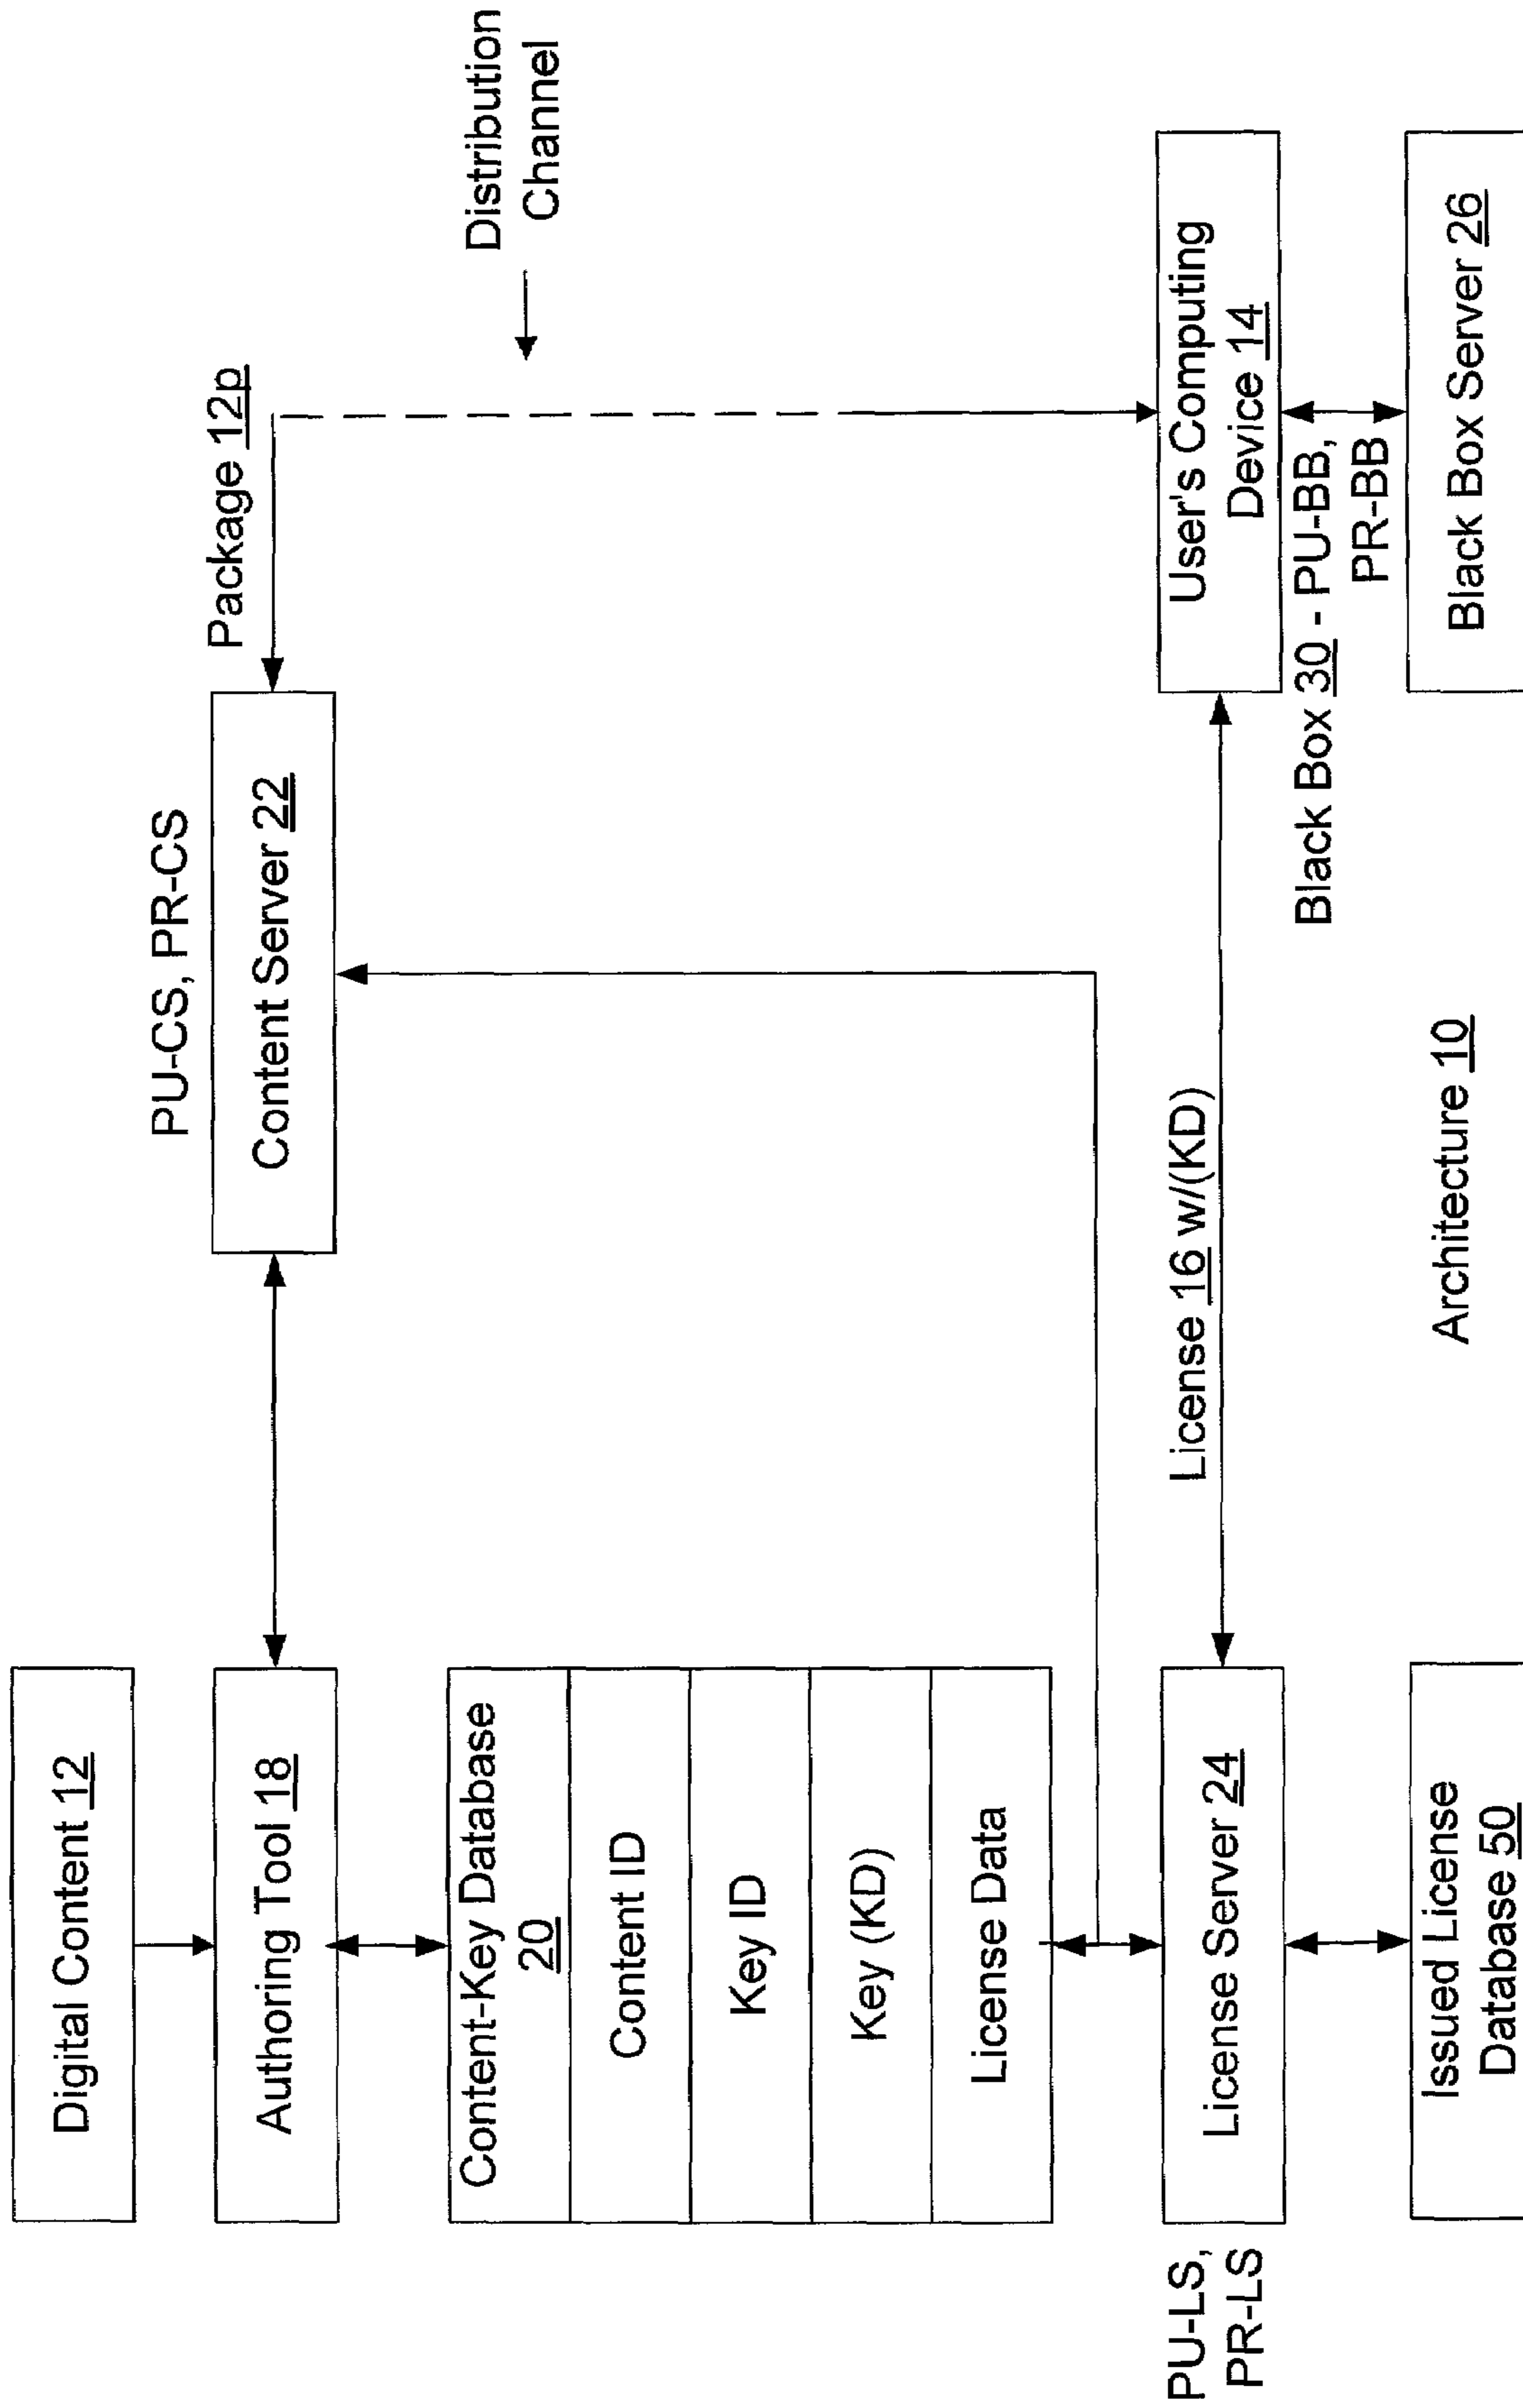 Digital Content 12
Authoring Tool 18
Content-Key Database
20
Content ID
Key ID
Key (KD)
License Data
PU-LS,
PR-LS
License Server 24
Issued License
Database 50
PU-CS, PR-CS
Content Server 22
Package 12p
Distribution
Channel
License 16 w/(KD)
User's Computing
Device 14
Black Box 30 - PU-BB,
PR-BB
Black Box Server 26
Architecture 10